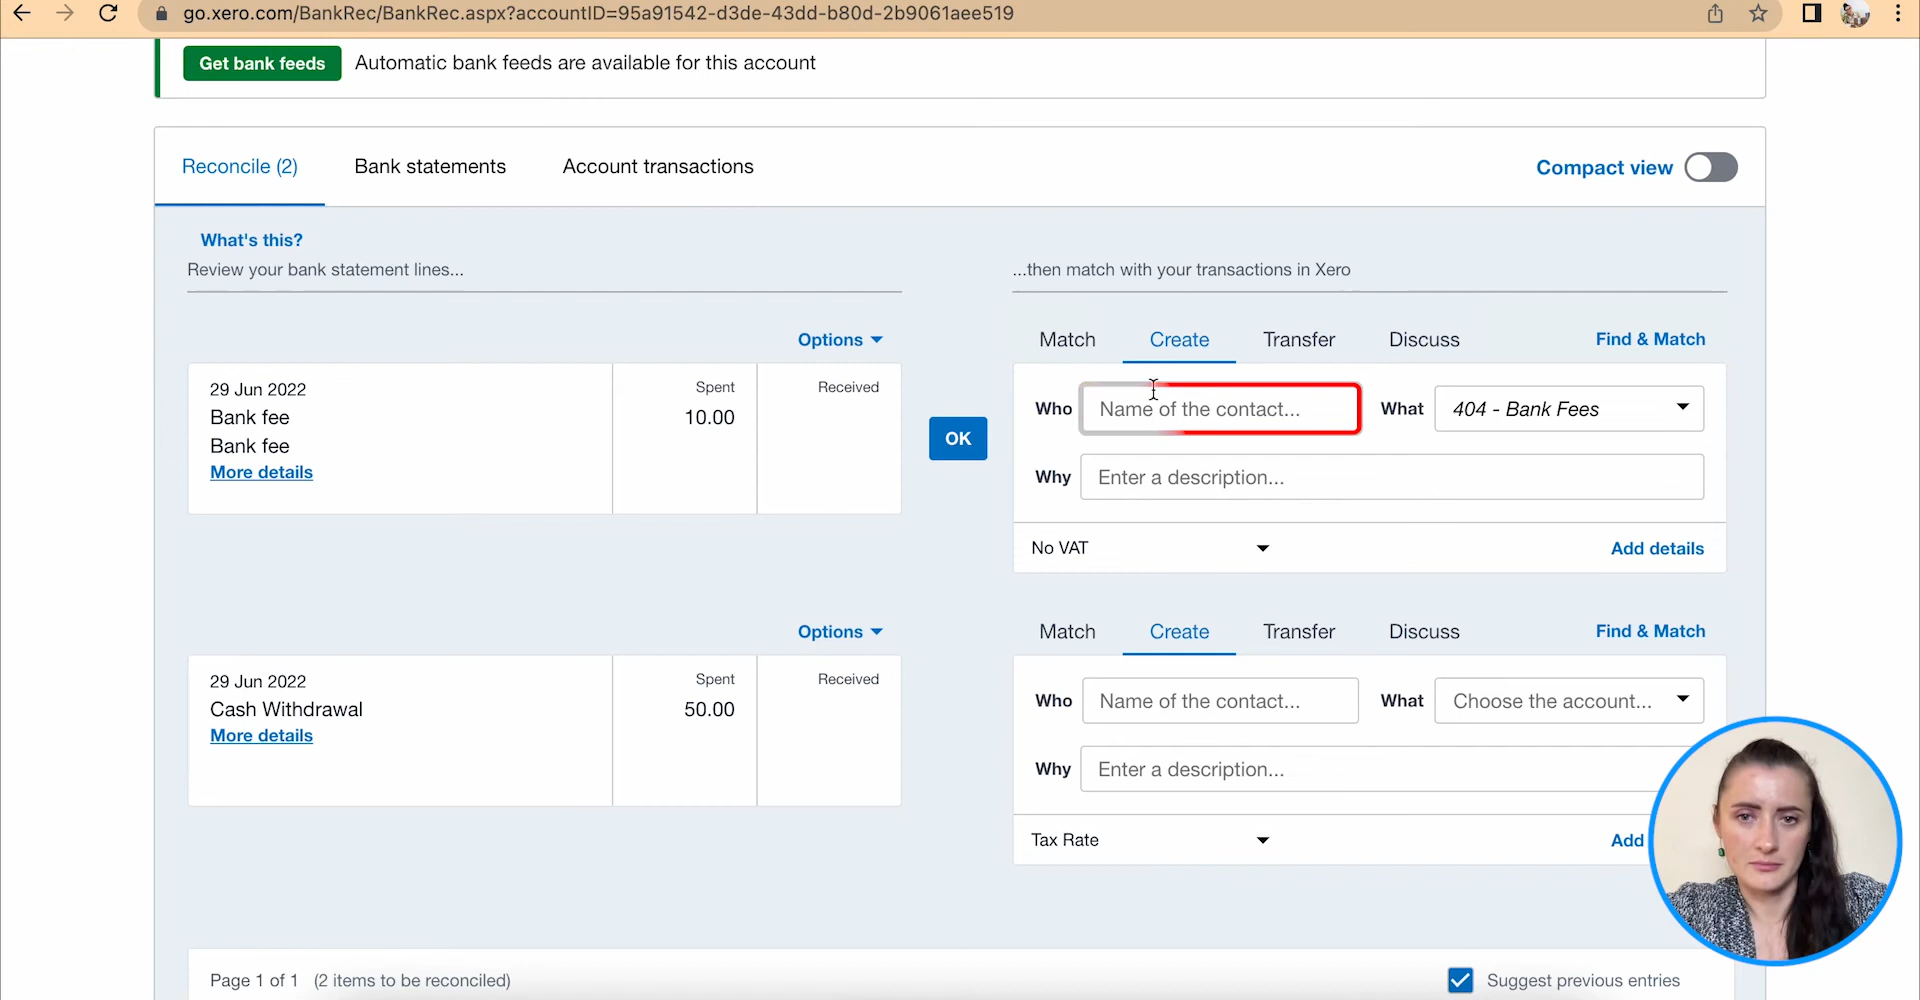 go.xero.com/BankRec/BankRec.aspx?accountID=95a91542-d3de-43dd-b80d-2b9061aee519
Get bank feeds Automatic bank feeds are available for this account
Reconcile (2) Bank statements Account transactions Compact view
What's this?
Review your bank statement lines... ...then match with your transactions in Xero
Options Match Create Transfer Discuss Find & Match
29 Jun 2022 Spent Received
Bank fee 10.00 Who Name of the contact... What 404 - Bank Fees
Bank fee OK
More details Why Enter a description...
No VAT Add details
Options Match Create Transfer Discuss Find & Match
29 Jun 2022 Spent Received
Cash Withdrawal 50.00 Who Name of the contact... What Choose the account...
More details
Why Enter a description...
Tax Rate Add
Page 1 of 1 (2 items to be reconciled) Suggest previous entries